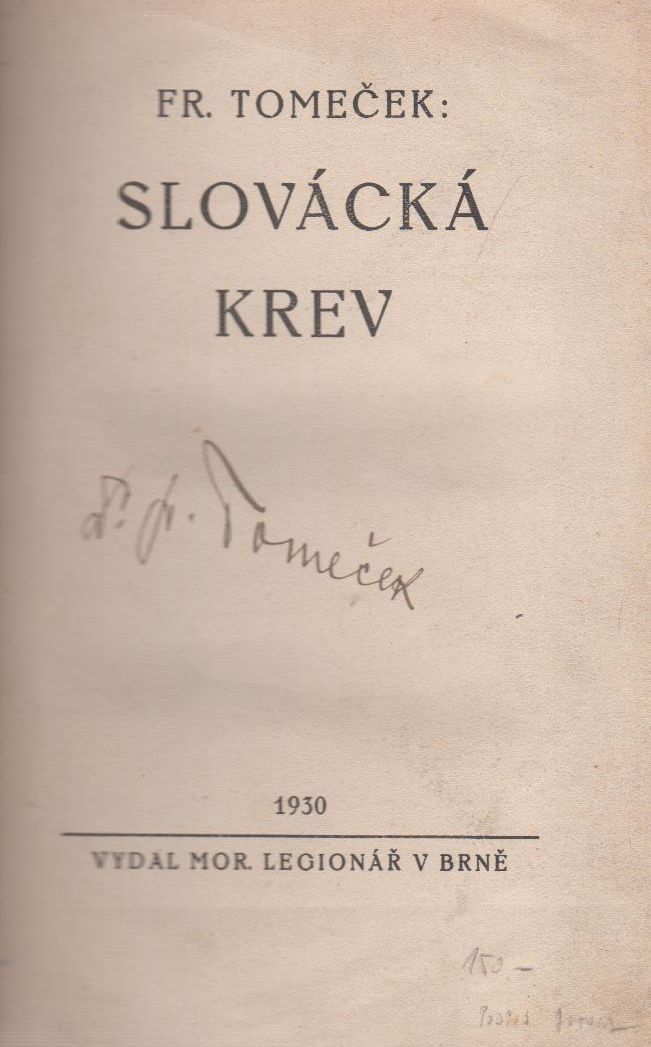 FR. TOMEČEK:
SLOVÁCKÁ
KREV
Dr. Fr. Tomeček
1930
VYDAL MOR. LEGIONÁŘ V BRNĚ
150.–